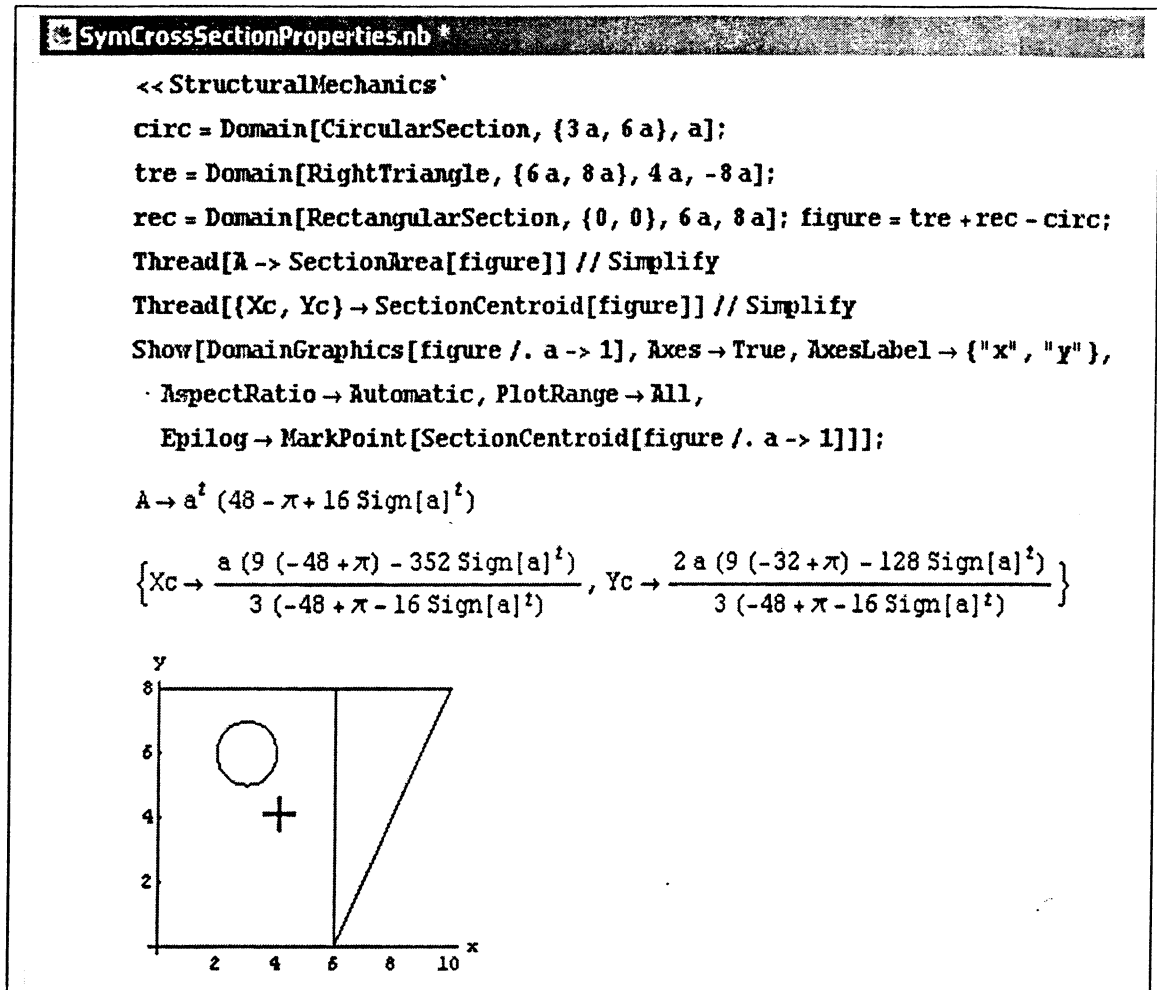 SymCrossSectionProperties.nb *
<< StructuralMechanics`
circ = Domain[CircularSection, {3 a, 6 a}, a];
tre = Domain[RightTriangle, {6 a, 8 a}, 4 a, -8 a];
rec = Domain[RectangularSection, {0, 0}, 6 a, 8 a]; figure = tre + rec - circ;
Thread[A -> SectionArea[figure]] // Simplify
Thread[{Xc, Yc} → SectionCentroid[figure]] // Simplify
Show[DomainGraphics[figure /. a -> 1], Axes → True, AxesLabel → {"x", "y"},
AspectRatio → Automatic, PlotRange → All,
Epilog → MarkPoint[SectionCentroid[figure /. a -> 1]]];
A → a² (48 - π + 16 Sign[a]²)
{Xc → a (9 (-48 + π) - 352 Sign[a]²) / 3 (-48 + π - 16 Sign[a]²), Yc → 2 a (9 (-32 + π) - 128 Sign[a]²) / 3 (-48 + π - 16 Sign[a]²)}
y
8
6
4
2
2 4 6 8 10 x